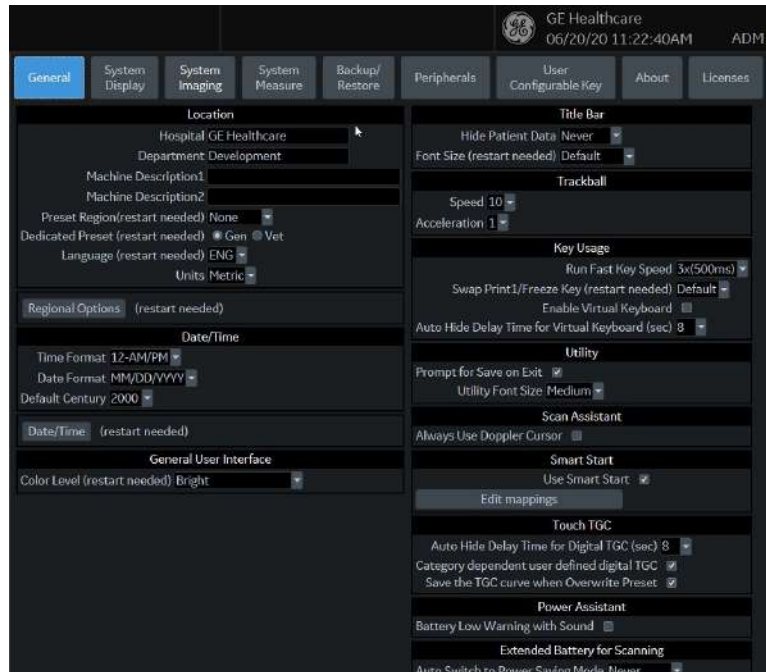 GE Healthcare
06/20/20 11:22:40AM ADM
General
System Display
System Imaging
System Measure
Backup/ Restore
Peripherals
User Configurable Key
About
Licenses
Location
Hospital GE Healthcare
Department Development
Machine Description1
Machine Description2
Preset Region(restart needed) None
Dedicated Preset (restart needed) Gen Vet
Language (restart needed) ENG
Units Metric
Regional Options (restart needed)
Date/Time
Time Format 12-AM/PM
Date Format MM/DD/YYYY
Default Century 2000
Date/Time (restart needed)
General User Interface
Color Level (restart needed) Bright
Title Bar
Hide Patient Data Never
Font Size (restart needed) Default
Trackball
Speed 10
Acceleration 1
Key Usage
Run Fast Key Speed 3x(500ms)
Swap Print1/Freeze Key (restart needed) Default
Enable Virtual Keyboard
Auto Hide Delay Time for Virtual Keyboard (sec) 8
Utility
Prompt for Save on Exit
Utility Font Size Medium
Scan Assistant
Always Use Doppler Cursor
Smart Start
Use Smart Start
Edit mappings
Touch TGC
Auto Hide Delay Time for Digital TGC (sec) 8
Category dependent user defined digital TGC
Save the TGC curve when Overwrite Preset
Power Assistant
Battery Low Warning with Sound
Extended Battery for Scanning
Auto Switch to Power Saving Mode Never